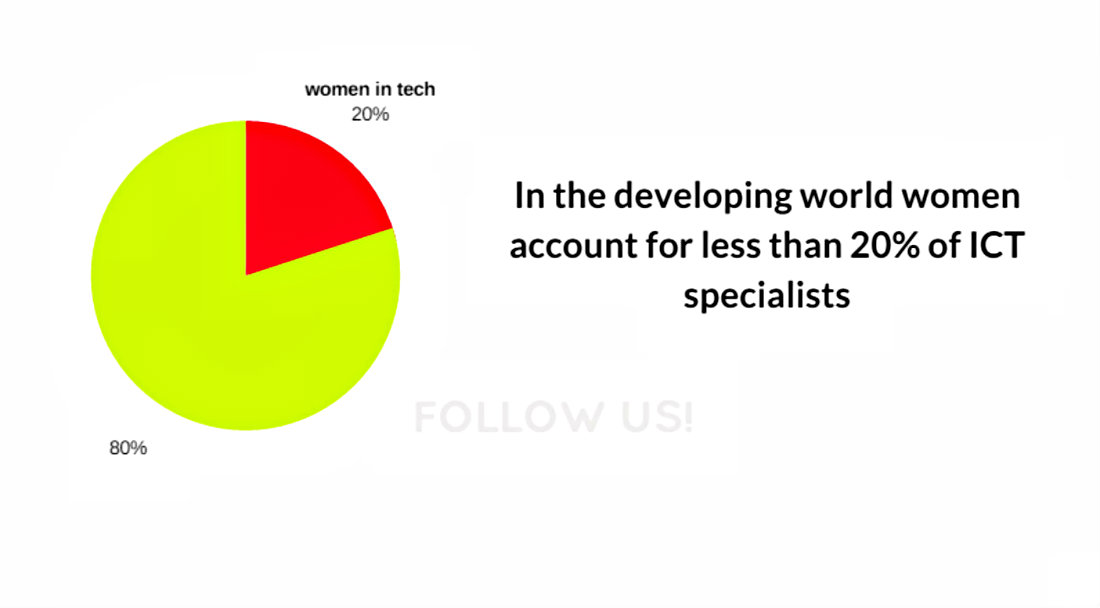 women in tech
20%
In the developing world women
account for less than 20% of ICT
specialists
FOLLOW US!
80%